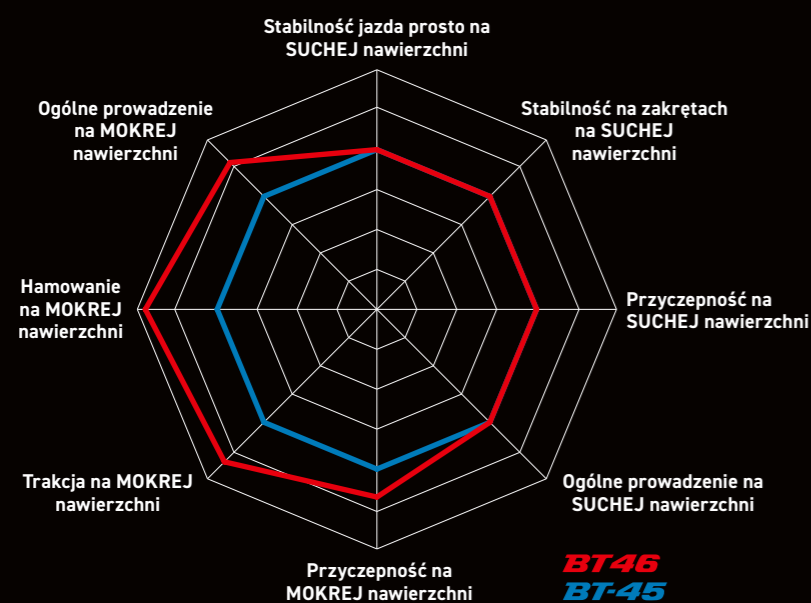 Stabilność jazda prosto na
SUCHEJ nawierzchni
Ogólne prowadzenie
na MOKREJ
nawierzchni
Stabilność na zakrętach
na SUCHEJ
nawierzchni
Hamowanie
na MOKREJ
nawierzchni
Przyczepność na
SUCHEJ nawierzchni
Trakcja na MOKREJ
nawierzchni
Ogólne prowadzenie na
SUCHEJ nawierzchni
Przyczepność na
MOKREJ nawierzchni
BT46
BT-45